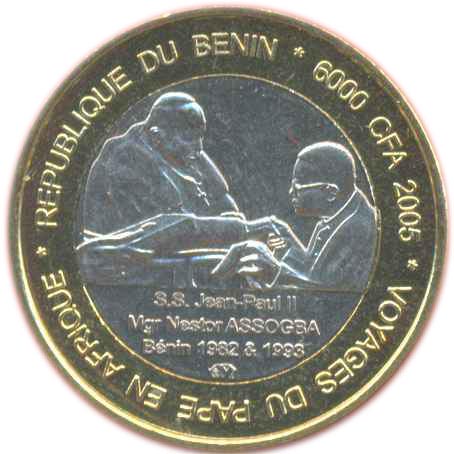 * REPUBLIQUE DU BENIN * 6000 CFA 2005 * VOYAGES DU PAPE EN AFRIQUE
S.S. Jean-Paul II
Mgr Nestor ASSOGBA
Bénin 1982 & 1993